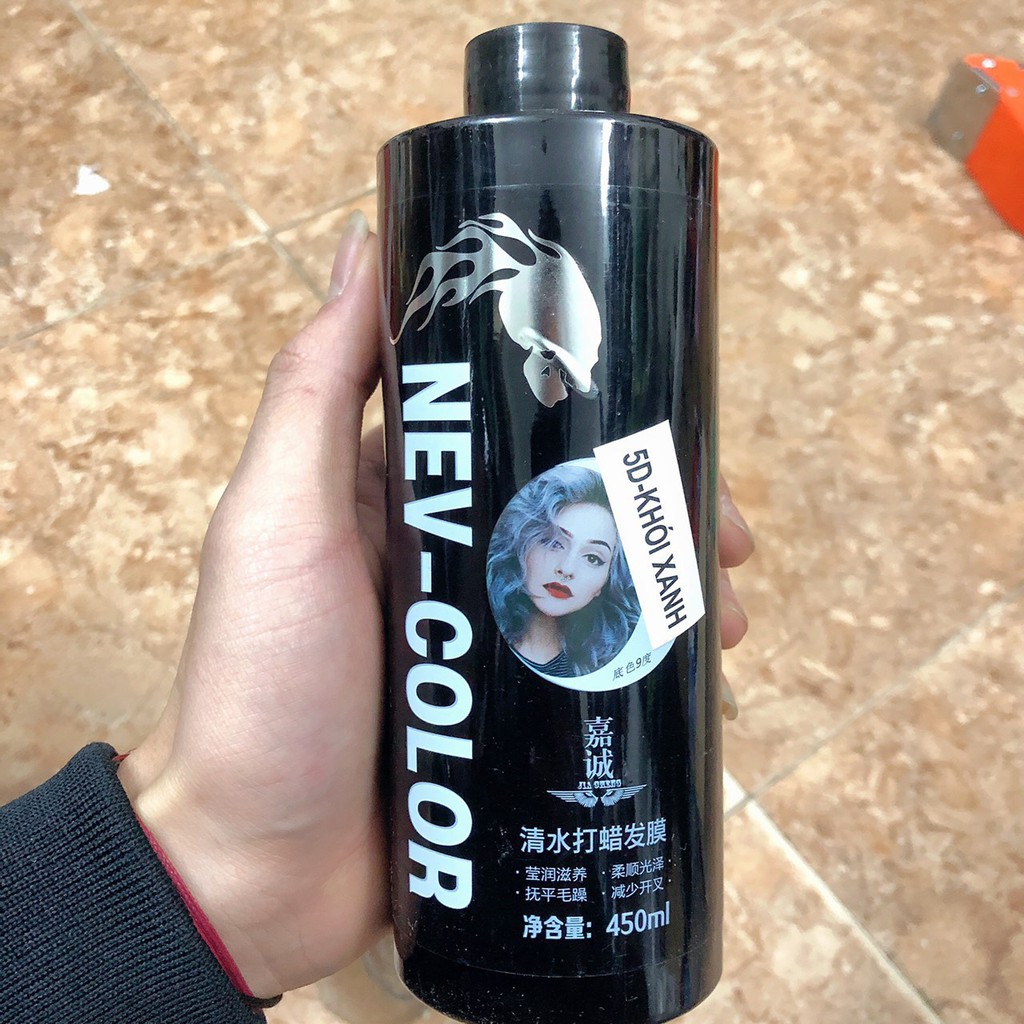 NEV-COLOR
5D-KHÓI XANH
底色9度
嘉
诚
JIA CHENG
清水打蜡发膜
·莹润滋养 ·柔顺光泽·
·抚平毛躁 ·减少开叉·
净含量: 450ml